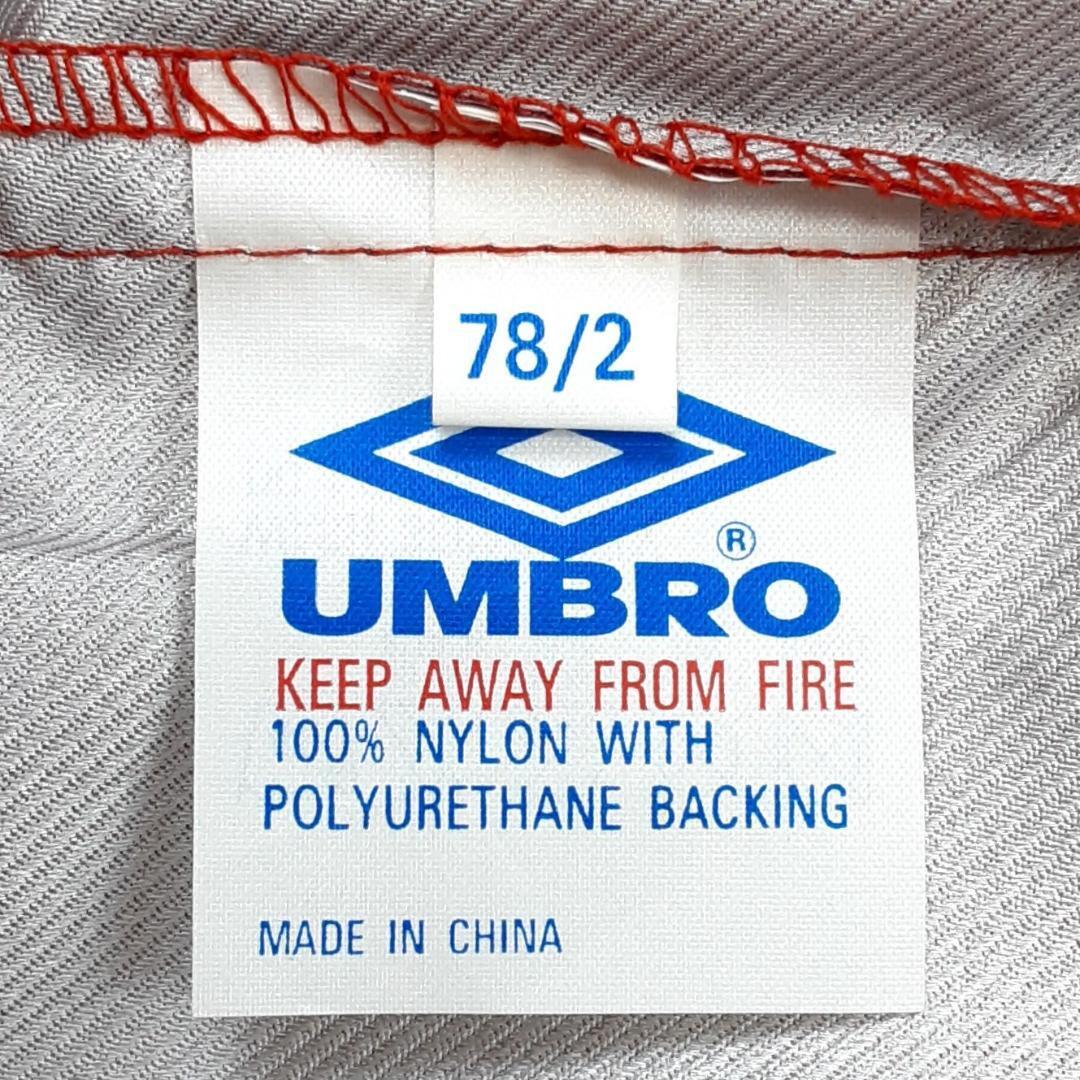 78/2
®
UMBRO
KEEP AWAY FROM FIRE
100% NYLON WITH
POLYURETHANE BACKING
MADE IN CHINA